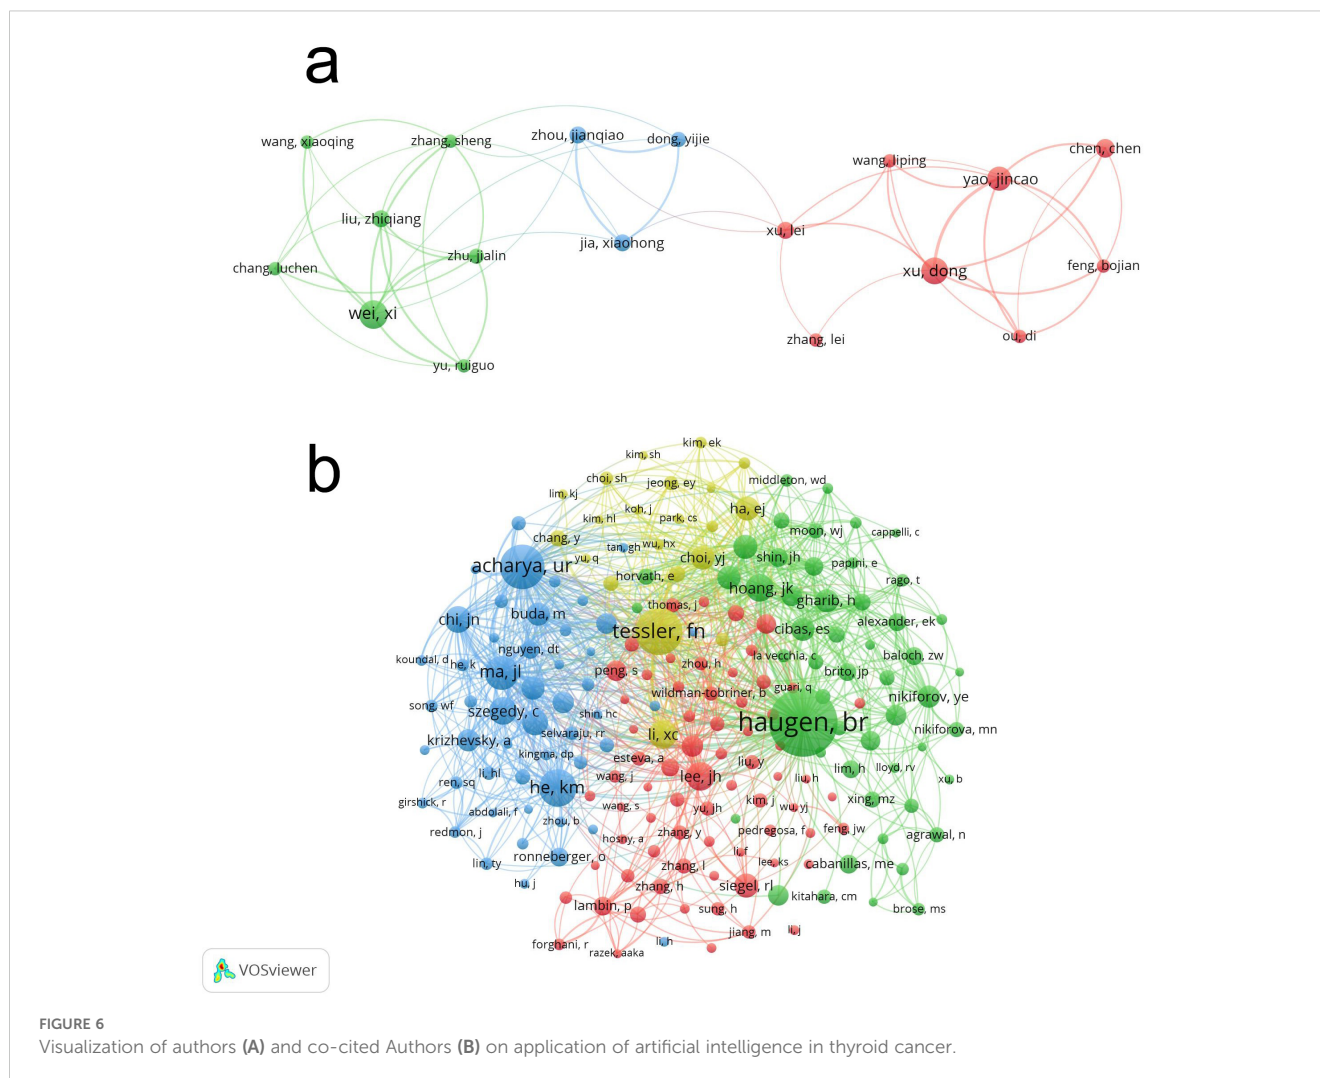 a
wang, xiaoqing
zhang, sheng
zhou, jianqiao
dong, yijie
chen, chen
wang, liping
yao, jincao
liu, zhiqiang
xu, lei
jia, xiaohong
zhu, jialin
chang, luchen
xu, dong
feng, bojian
wei, xi
zhang, lei
ou, di
yu, ruiguo
b
kim, ek
kim, sh
choi, sh
jeong, ey
middleton, wd
lim, kj
koh, j
ha, ej
kim, hl
park, cs
moon, wj
cappelli, c
chang, y
tan, gh
wu, hx
yu, q
choi, yj
shin, jh
papini, e
acharya, ur
horvath, e
hoang, jk
rago, t
thomas, j
gharib, h
chi, jn
buda, m
tessler, fn
cibas, es
alexander, ek
nguyen, dt
koundal, d
he, k
la vecchia, c
baloch, zw
ma, jl
peng, s
zhou, h
brito, jp
wildman-tobriner, b
guari, q
nikiforov, ye
song, wf
szegedy, c
shin, hc
haugen, br
nikiforova, mn
krizhevsky, a
selvaraju, rr
li, xc
kingma, dp
esteva, a
liu, y
lim, h
lloyd, rv
ren, sq
li, hl
wang, j
lee, jh
liu, h
xu, b
he, km
girshick, r
abdolali, f
wang, s
yu, jh
kim, j
wu, yj
xing, mz
zhou, b
redmon, j
hosny, a
zhang, y
pedregosa, f
feng, jw
agrawal, n
lin, ty
ronneberger, o
zhang, l
li, f
lee, ks
cabanillas, me
hu, j
zhang, h
siegel, rl
kitahara, cm
lambin, p
sung, h
brose, ms
forghani, r
razek, aaka
li, h
jiang, m
li, j
VOSviewer
FIGURE 6
Visualization of authors (A) and co-cited Authors (B) on application of artificial intelligence in thyroid cancer.